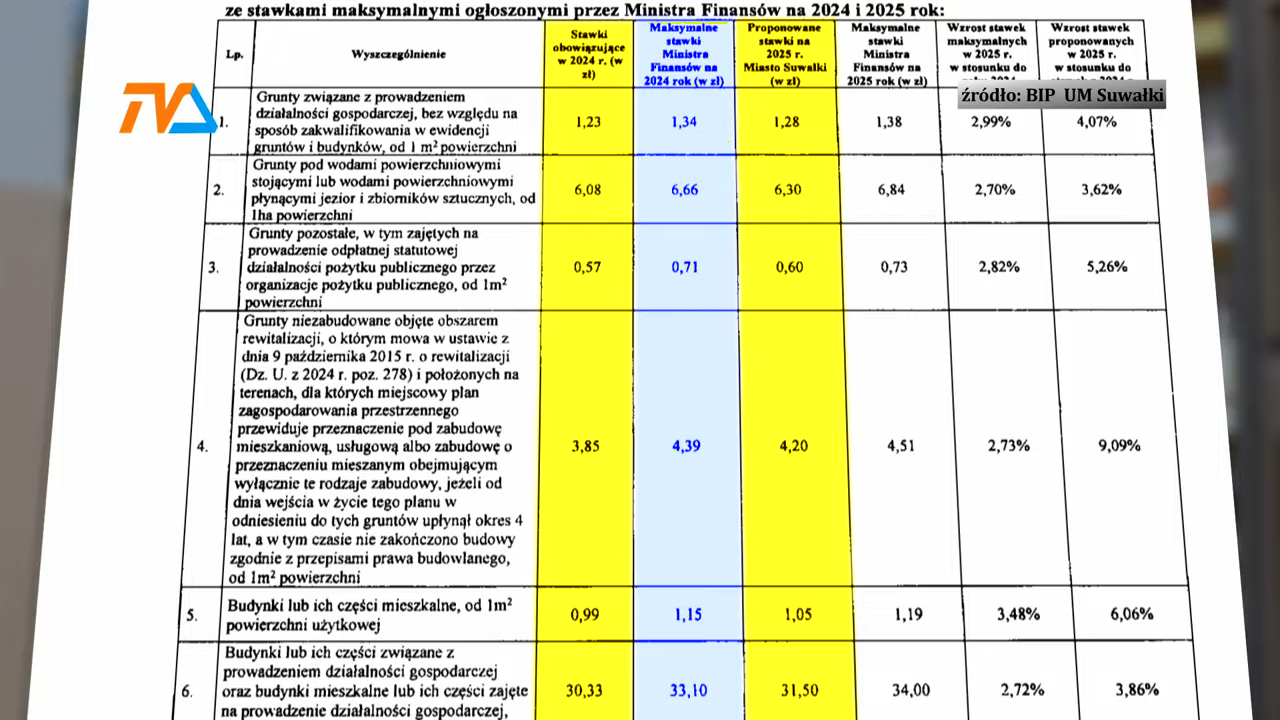 ze stawkami maksymalnymi ogłoszonymi przez Ministra Finansów na 2024 i 2025 rok:
Lp.
Wyszczególnienie
Stawki
obowiązujące
w 2024 r. (w
zł)
Maksymalne
stawki
Ministra
Finansów na
2024 rok (w zł)
Proponowane
stawki na
2025 r.
Miasto Suwałki
(w zł)
Maksymalne
stawki
Ministra
Finansów na
2025 rok (w zł)
Wzrost stawek
maksymalnych
w 2025 r.
w stosunku do
Wzrost stawek
proponowanych
w 2025 r.
w stosunku do
źródło: BIP UM Suwałki
TVA
1.
Grunty związane z prowadzeniem
działalności gospodarczej, bez względu na
sposób zakwalifikowania w ewidencji
gruntów i budynków, od 1 m² powierzchni
1,23
1,34
1,28
1,38
2,99%
4,07%
2.
Grunty pod wodami powierzchniowymi
stojącymi lub wodami powierzchniowymi
płynącymi jezior i zbiorników sztucznych, od
1ha powierzchni
6,08
6,66
6,30
6,84
2,70%
3,62%
3.
Grunty pozostałe, w tym zajętych na
prowadzenie odpłatnej statutowej
działalności pożytku publicznego przez
organizacje pożytku publicznego, od 1m²
powierzchni
0,57
0,71
0,60
0,73
2,82%
5,26%
4.
Grunty niezabudowane objęte obszarem
rewitalizacji, o którym mowa w ustawie z
dnia 9 października 2015 r. o rewitalizacji
(Dz. U. z 2024 r. poz. 278) i położonych na
terenach, dla których miejscowy plan
zagospodarowania przestrzennego
przewiduje przeznaczenie pod zabudowę
mieszkaniową, usługową albo zabudowę o
przeznaczeniu mieszanym obejmującym
wyłącznie te rodzaje zabudowy, jeżeli od
dnia wejścia w życie tego planu w
odniesieniu do tych gruntów upłynął okres 4
lat, a w tym czasie nie zakończono budowy
zgodnie z przepisami prawa budowlanego,
od 1m² powierzchni
3,85
4,39
4,20
4,51
2,73%
9,09%
5.
Budynki lub ich części mieszkalne, od 1m²
powierzchni użytkowej
0,99
1,15
1,05
1,19
3,48%
6,06%
6.
Budynki lub ich części związane z
prowadzeniem działalności gospodarczej
oraz budynki mieszkalne lub ich części zajęte
na prowadzenie działalności gospodarczej,
30,33
33,10
31,50
34,00
2,72%
3,86%